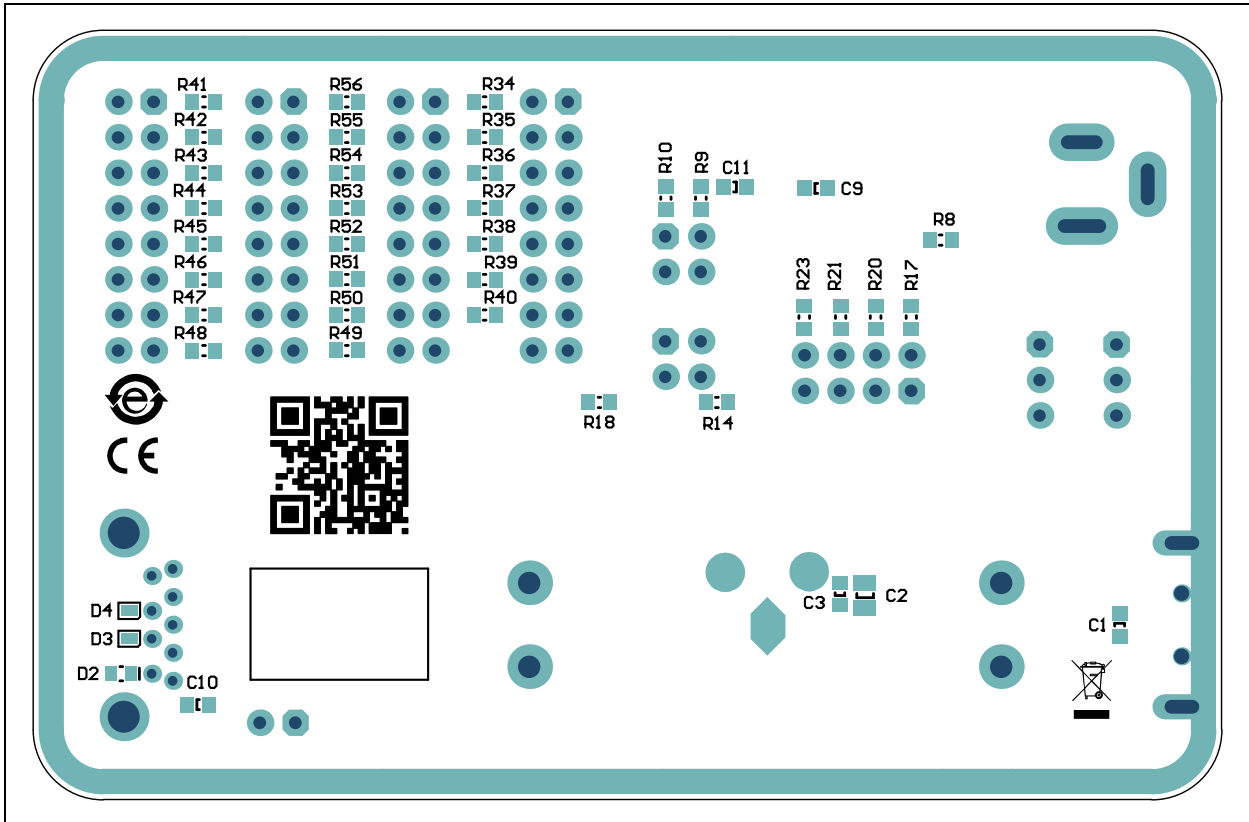 R41 R56 R34
R42 R55 R35
R43 R54 R36
R10 R9 C11 C9
R44 R53 R37
R45 R52 R38 R8
R46 R51 R39
R23 R21 R20 R17
R47 R50 R40
R48 R49
e
R18 R14
CE
D4 C3 C2
D3 C1
D2 C10